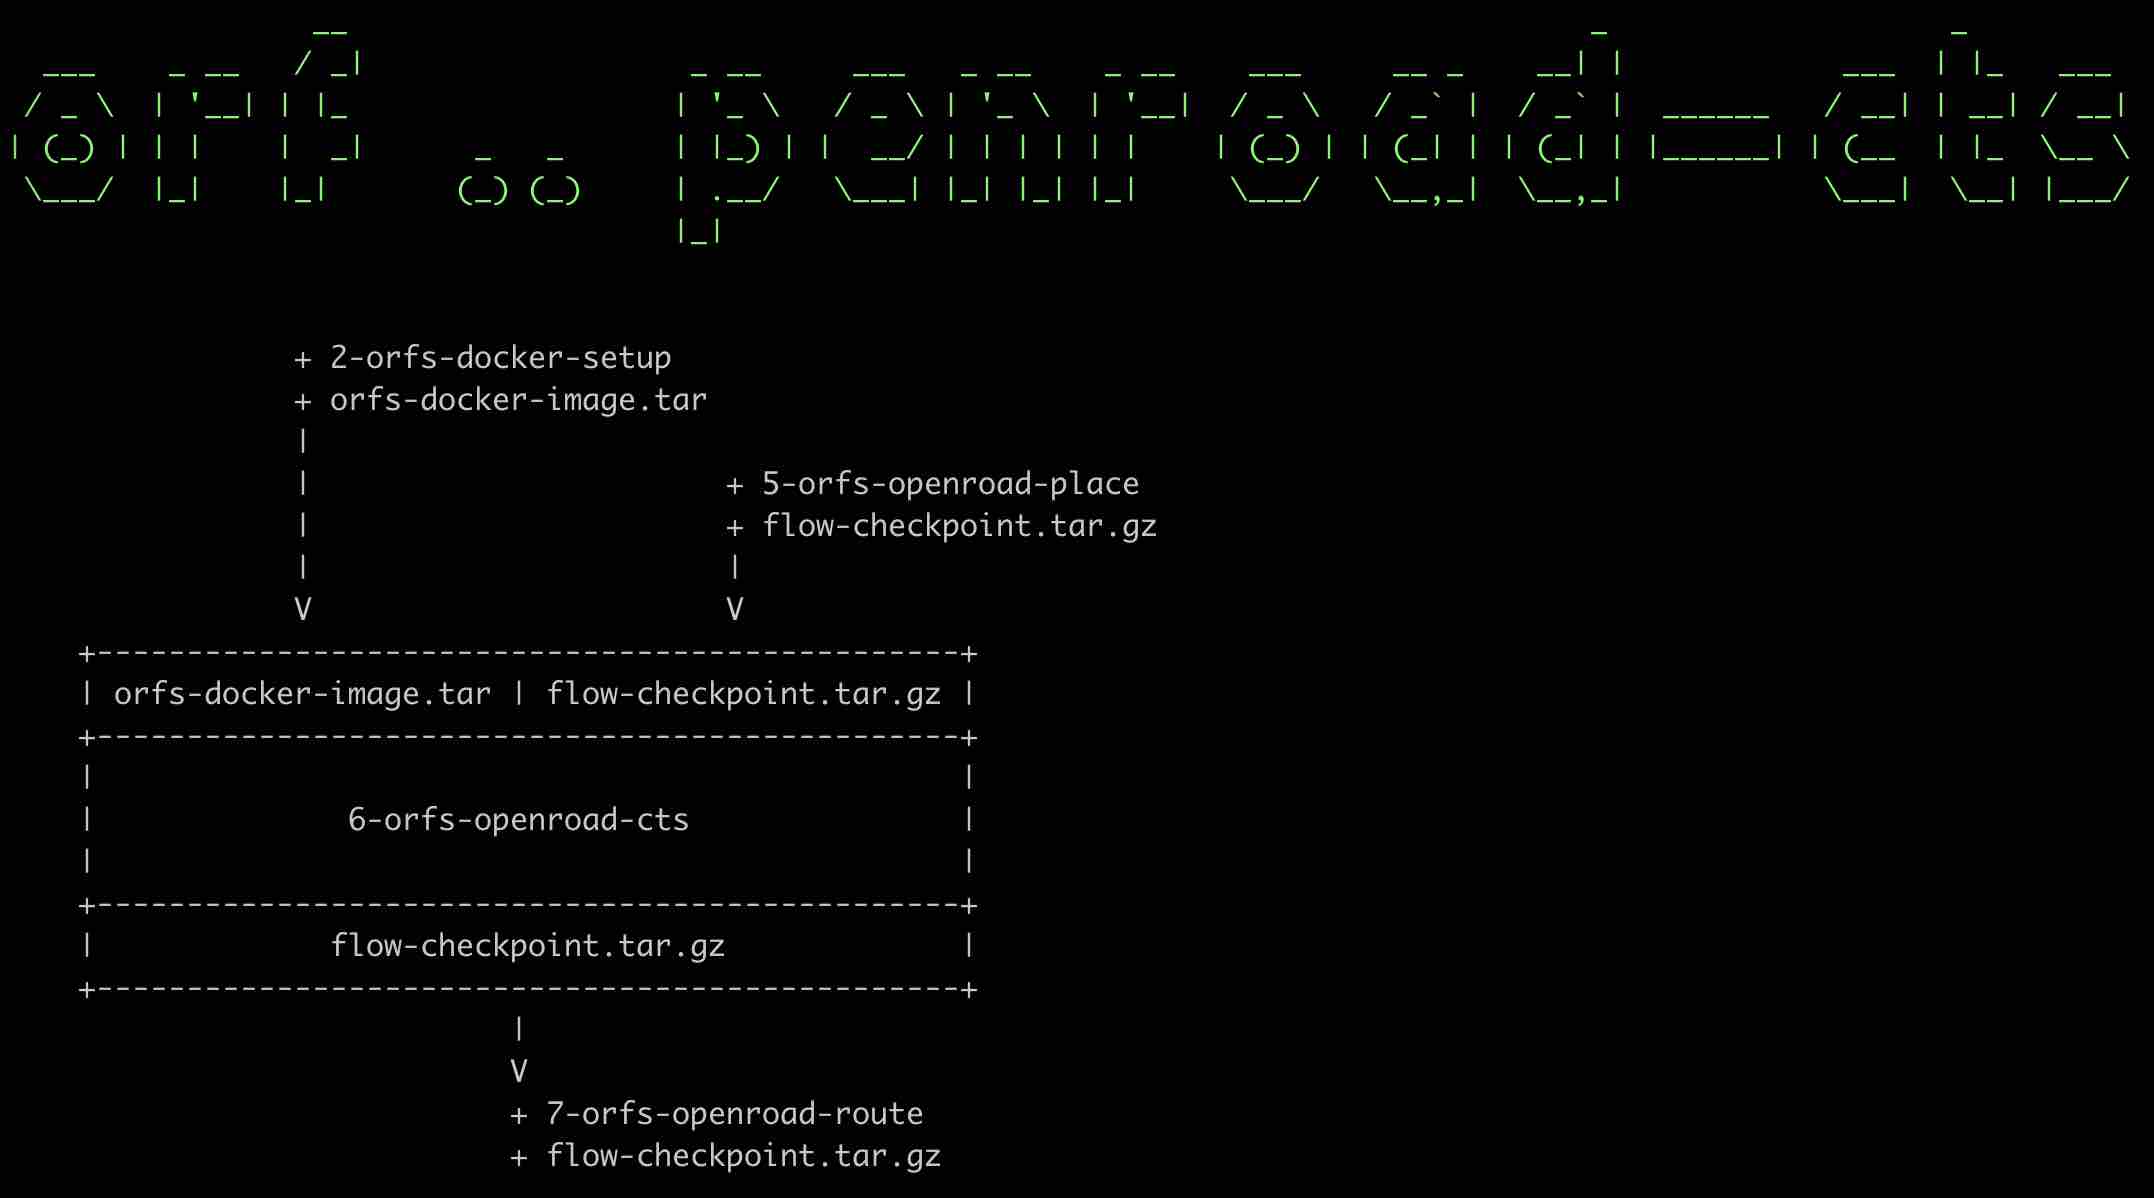 orf..penroad-cts
+ 2-orfs-docker-setup
+ orfs-docker-image.tar
+ 5-orfs-openroad-place
+ flow-checkpoint.tar.gz
orfs-docker-image.tar | flow-checkpoint.tar.gz
6-orfs-openroad-cts
flow-checkpoint.tar.gz
+ 7-orfs-openroad-route
+ flow-checkpoint.tar.gz